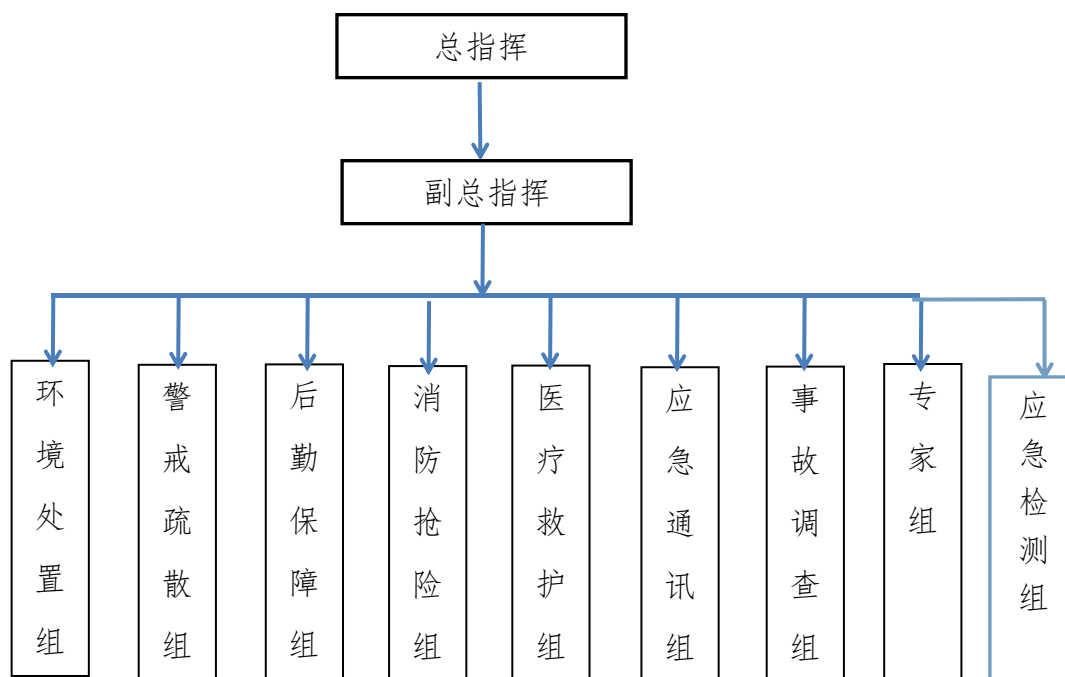 总指挥
副总指挥
环境处置组
警戒疏散组
后勤保障组
消防抢险组
医疗救护组
应急通讯组
事故调查组
专家组
应急检测组